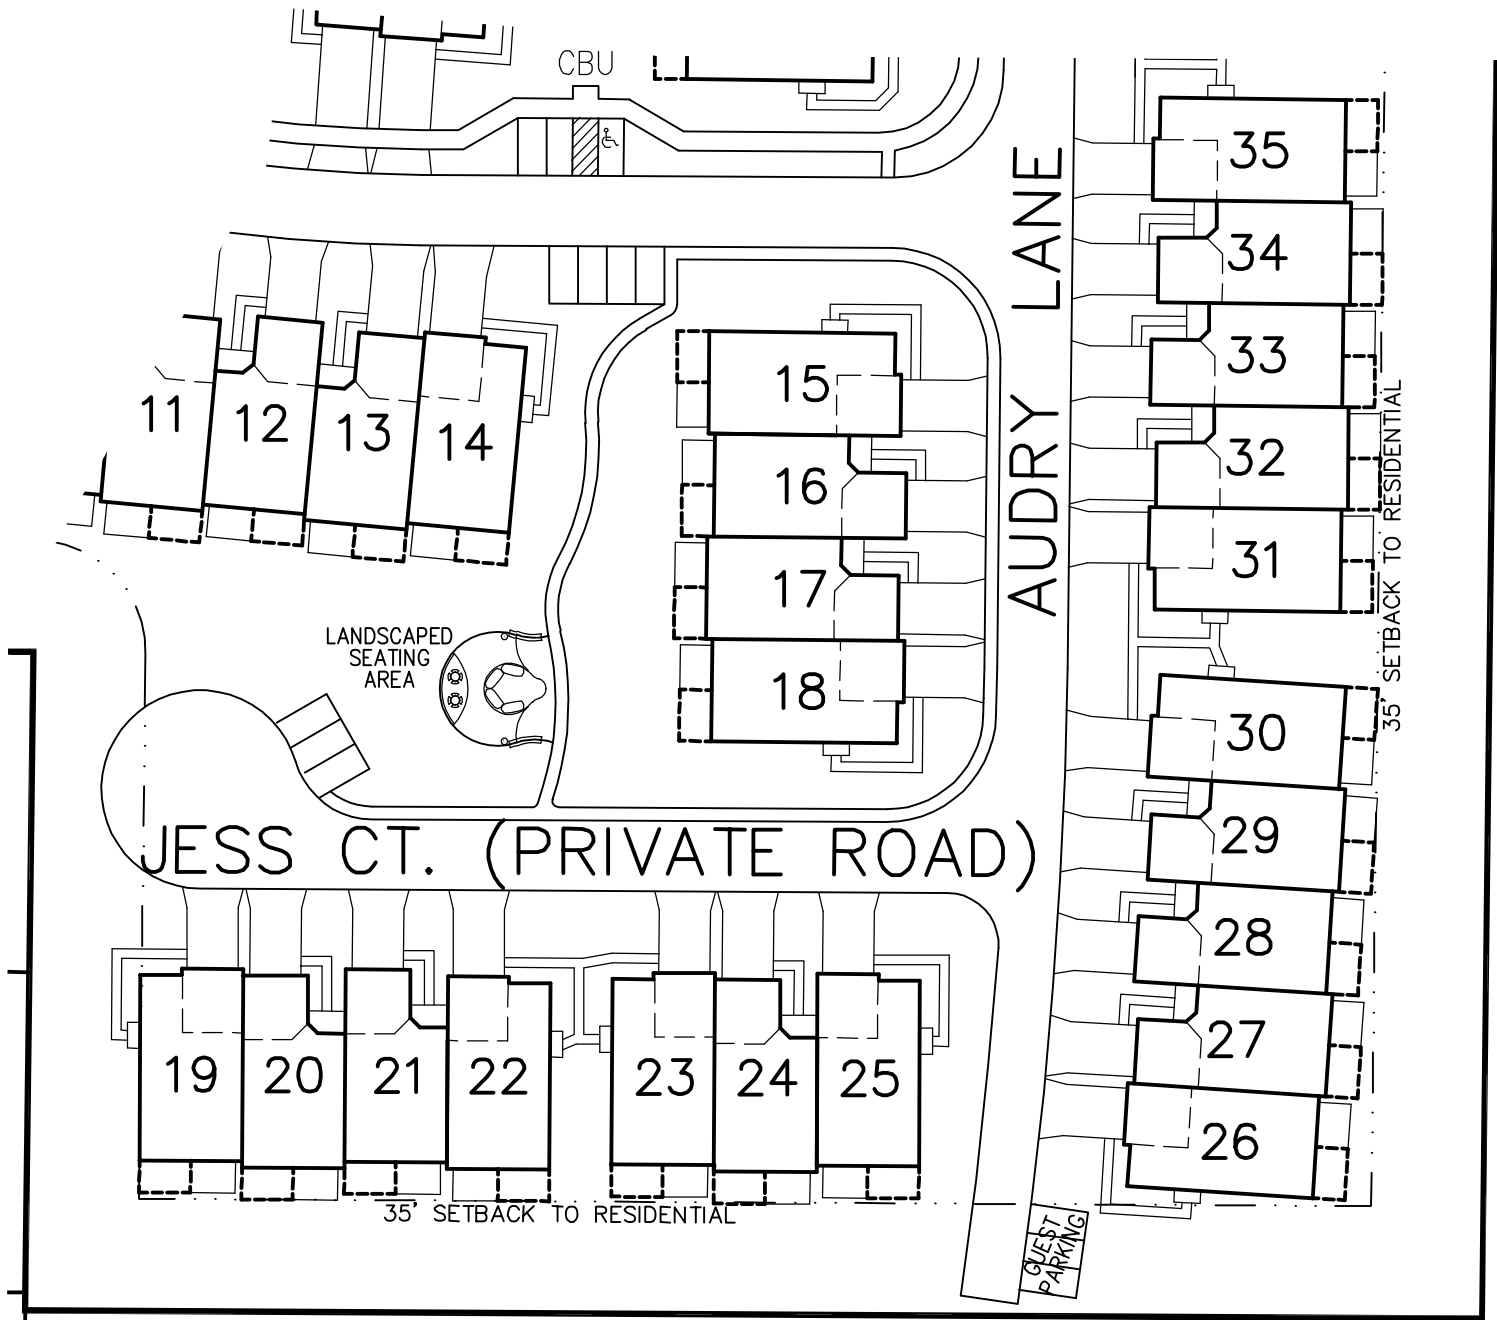 CBU
35
34
33
32
31
30
29
28
27
26
AUDRY LANE
35' SETBACK TO RESIDENTIAL
15
16
17
18
11
12
13
14
LANDSCAPED
SEATING
AREA
JESS CT. (PRIVATE ROAD)
19
20
21
22
23
24
25
35' SETBACK TO RESIDENTIAL
GUEST
PARKING